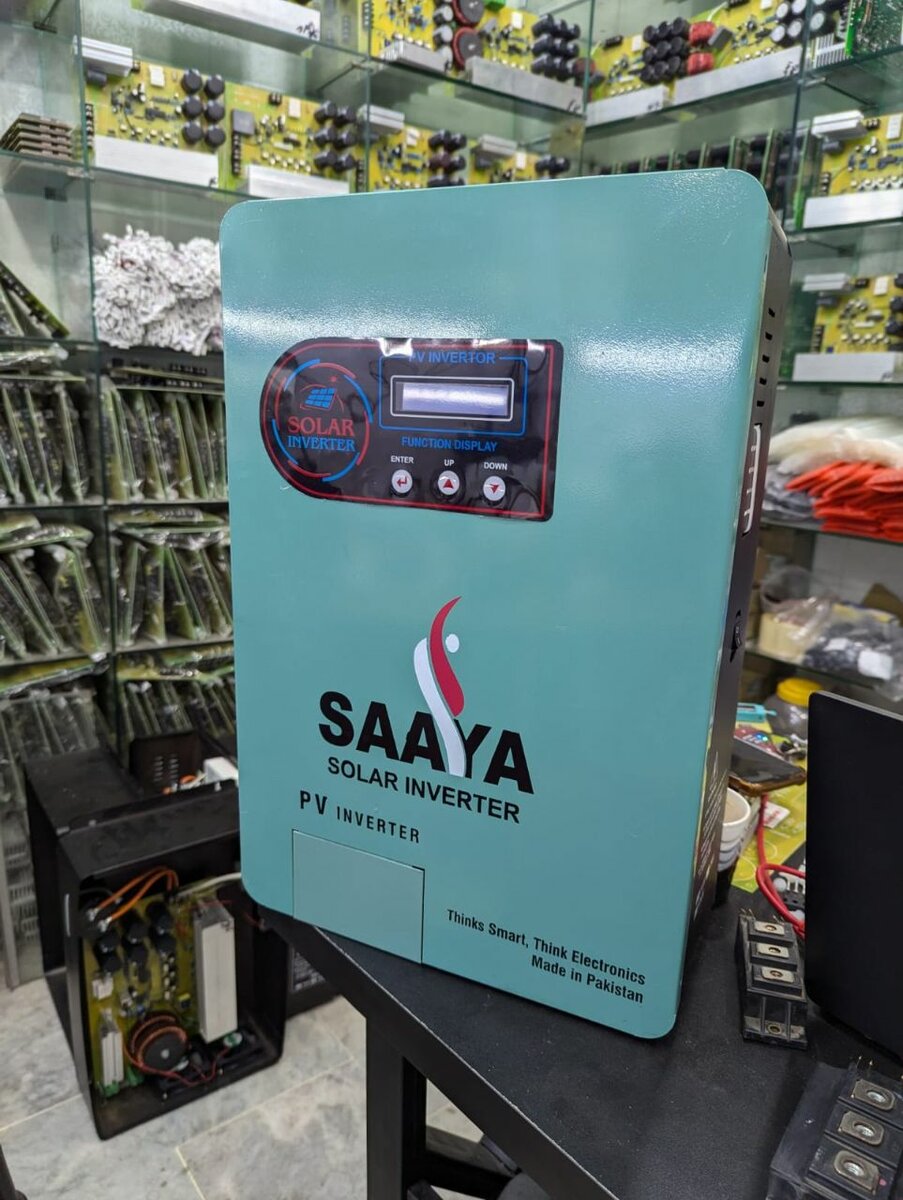 PV INVERTOR
SOLAR
INVERTER
FUNCTION DISPLAY
ENTER
UP
DOWN
SAAYA
SOLAR INVERTER
PV INVERTER
Thinks Smart, Think Electronics
Made in Pakistan